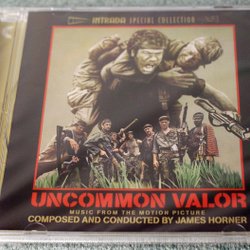 INTRADA SPECIAL COLLECTION
UNCOMMON VALOR
MUSIC FROM THE MOTION PICTURE
COMPOSED AND CONDUCTED BY JAMES HORNER